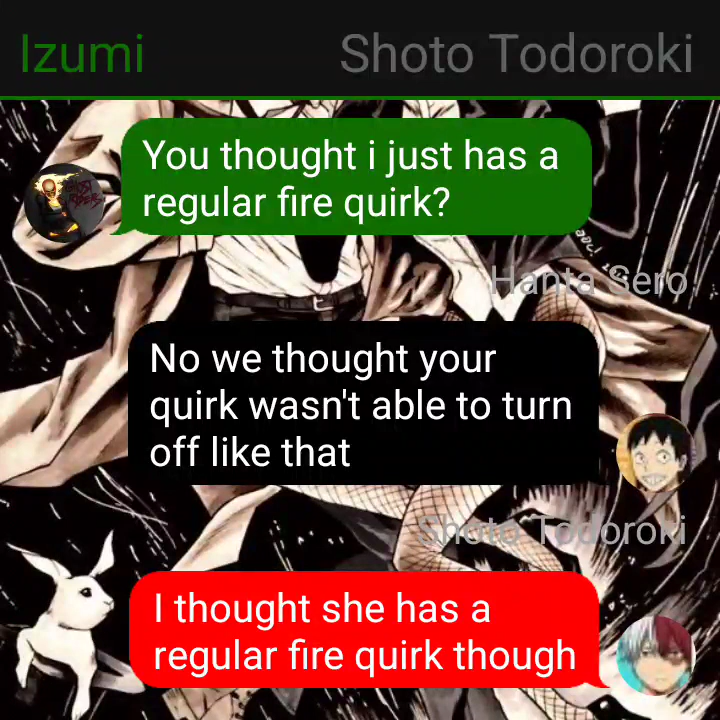 Izumi
Shoto Todoroki
You thought i just has a
regular fire quirk?
Hanta Sero
No we thought your
quirk wasn't able to turn
off like that
Shoto Todoroki
I thought she has a
regular fire quirk though